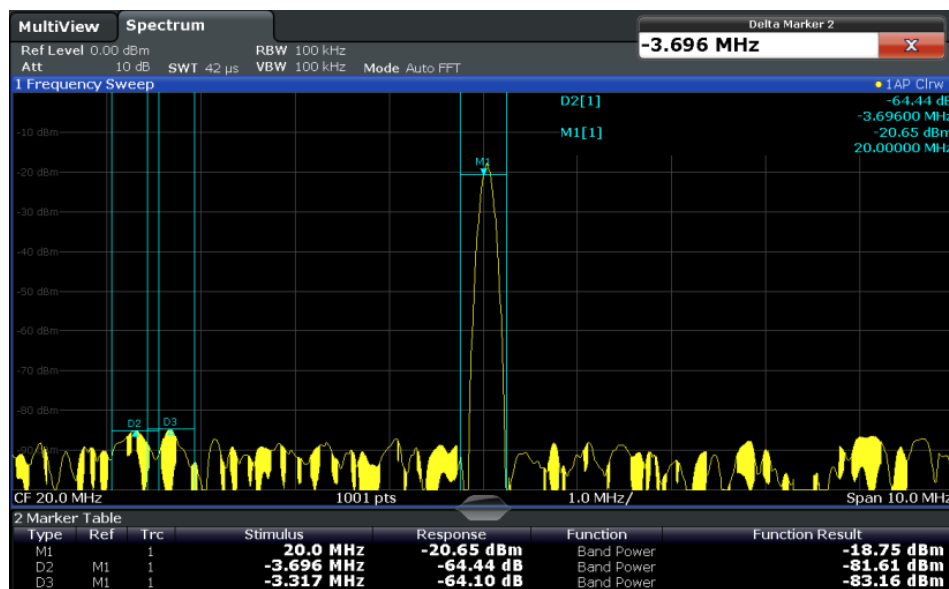 MultiView Spectrum
Delta Marker 2
-3.696 MHz X
Ref Level 0.00 dBm RBW 100 kHz
Att 10 dB SWT 42 µs VBW 100 kHz Mode Auto FFT
1 Frequency Sweep 1AP Clrw
D2[1] -64.44 dB
-3.69600 MHz
M1[1] -20.65 dBm
20.00000 MHz
-10 dBm
M1
-20 dBm
-30 dBm
-40 dBm
-50 dBm
-60 dBm
-70 dBm
-80 dBm
D2 D3
CF 20.0 MHz 1001 pts 1.0 MHz/ Span 10.0 MHz
2 Marker Table
Type Ref Trc Stimulus Response Function Function Result
M1 1 20.0 MHz -20.65 dBm Band Power -18.75 dBm
D2 M1 1 -3.696 MHz -64.44 dB Band Power -81.61 dBm
D3 M1 1 -3.317 MHz -64.10 dB Band Power -83.16 dBm